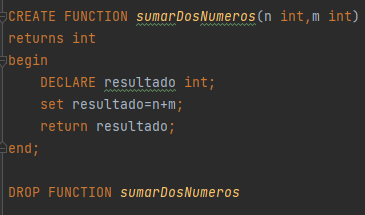 CREATE FUNCTION sumarDosNumeros(n int,m int)
returns int
begin
    DECLARE resultado int;
    set resultado=n+m;
    return resultado;
end;

DROP FUNCTION sumarDosNumeros